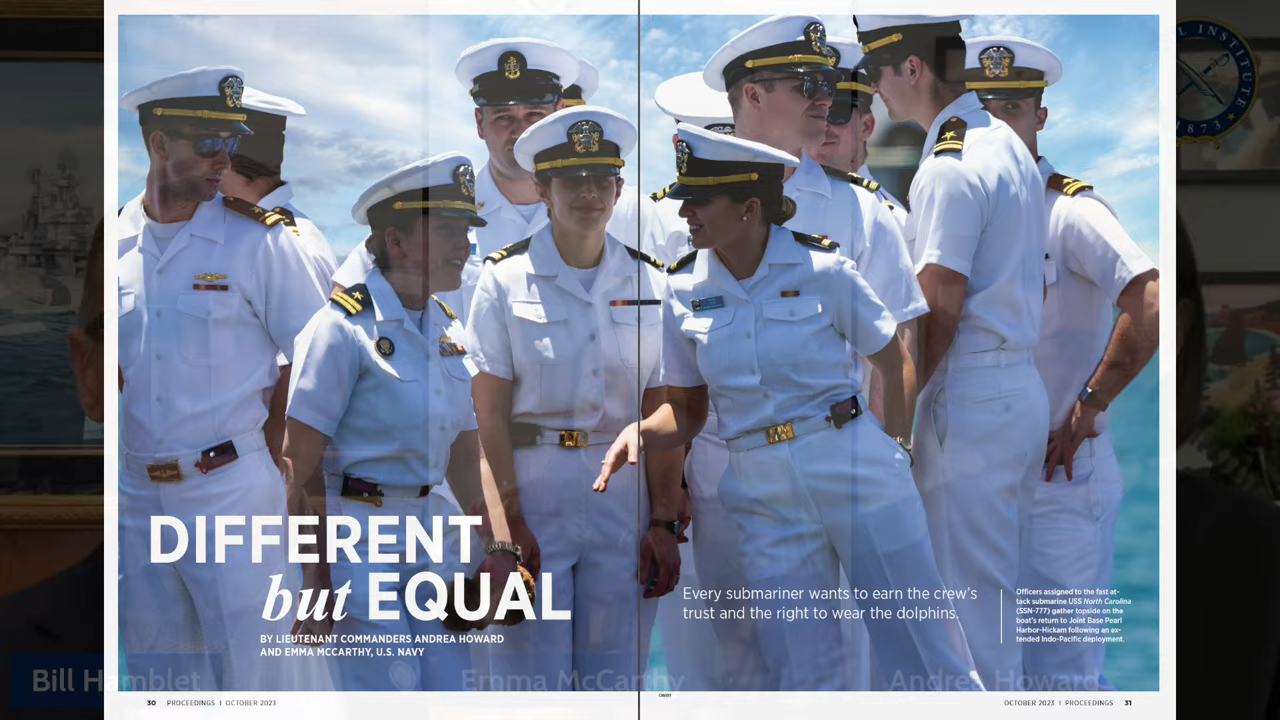 DIFFERENT
but EQUAL
BY LIEUTENANT COMMANDERS ANDREA HOWARD
AND EMMA MCCARTHY, U.S. NAVY
Every submariner wants to earn the crew's
trust and the right to wear the dolphins.
Officers assigned to the fast at-
tack submarine USS North Carolina
(SSN-777) gather topside on the
boat's return to Joint Base Pearl
Harbor-Hickam following an ex-
tended Indo-Pacific deployment.
Bill Hamblet
Emma McCarthy
Andrea Howard
30 PROCEEDINGS | OCTOBER 2023
CREDIT
OCTOBER 2023 | PROCEEDINGS 31
INSTITUTE
1873